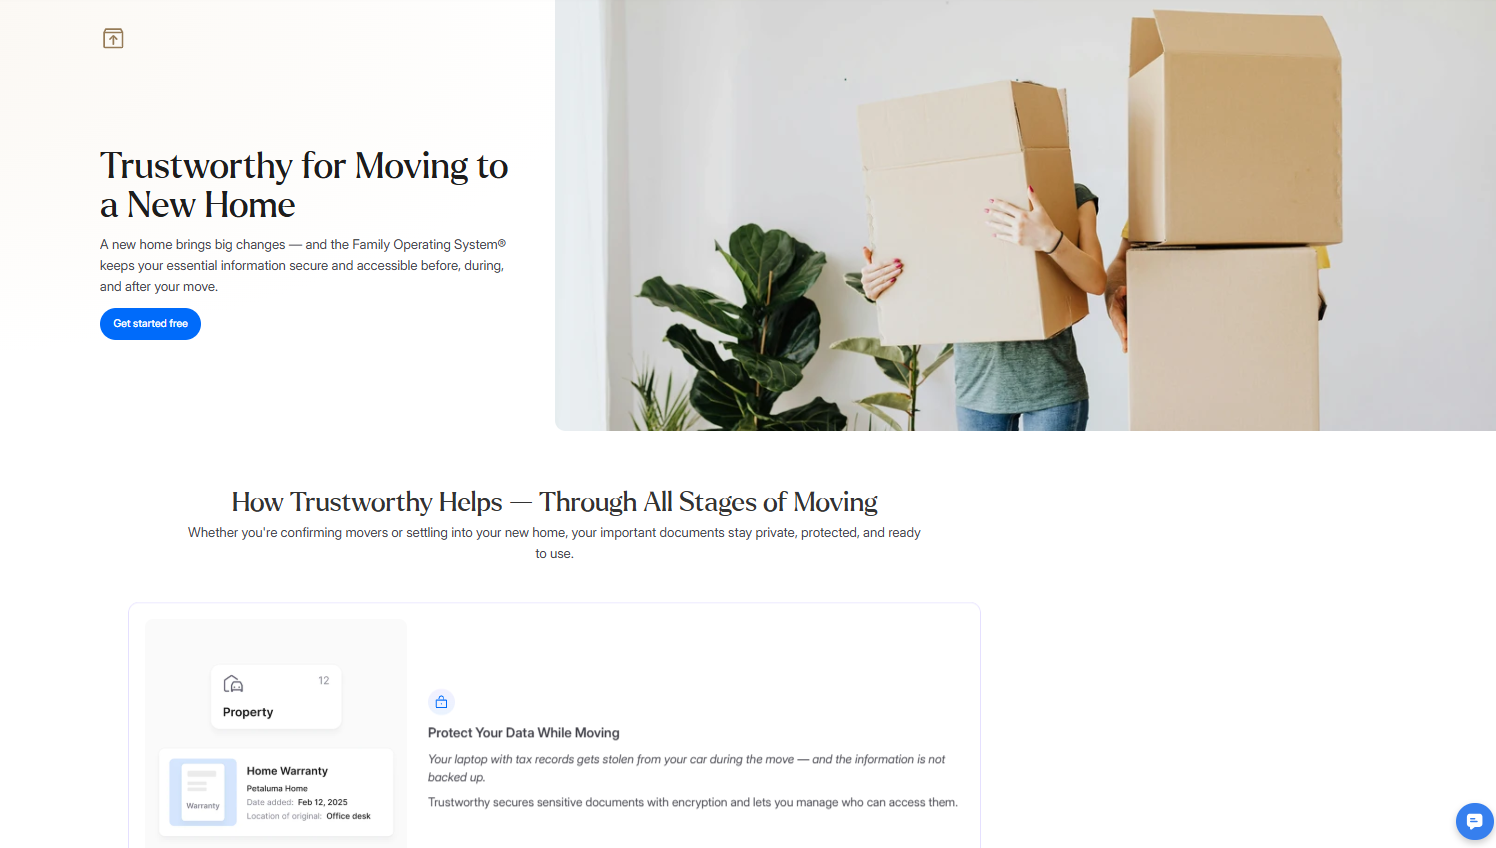 Trustworthy for Moving to
a New Home
A new home brings big changes — and the Family Operating System®
keeps your essential information secure and accessible before, during,
and after your move.
Get started free
How Trustworthy Helps — Through All Stages of Moving
Whether you're confirming movers or settling into your new home, your important documents stay private, protected, and ready
to use.
12
Property
Warranty
Home Warranty
Petaluma Home
Date added: Feb 12, 2025
Location of original: Office desk
Protect Your Data While Moving
Your laptop with tax records gets stolen from your car during the move — and the information is not
backed up.
Trustworthy secures sensitive documents with encryption and lets you manage who can access them.